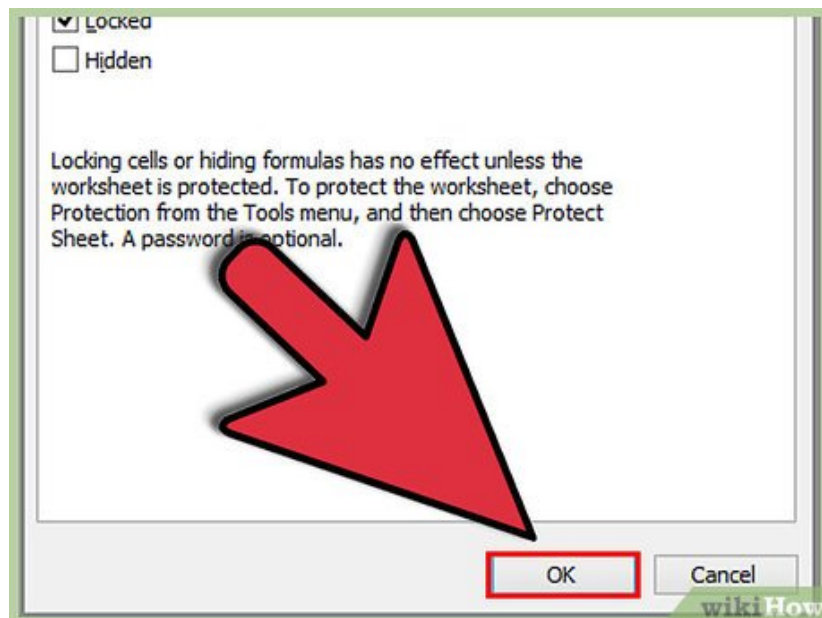 Locked
Hidden
Locking cells or hiding formulas has no effect unless the
worksheet is protected. To protect the worksheet, choose
Protection from the Tools menu, and then choose Protect
Sheet. A password is optional.
OK
Cancel
wikiHow